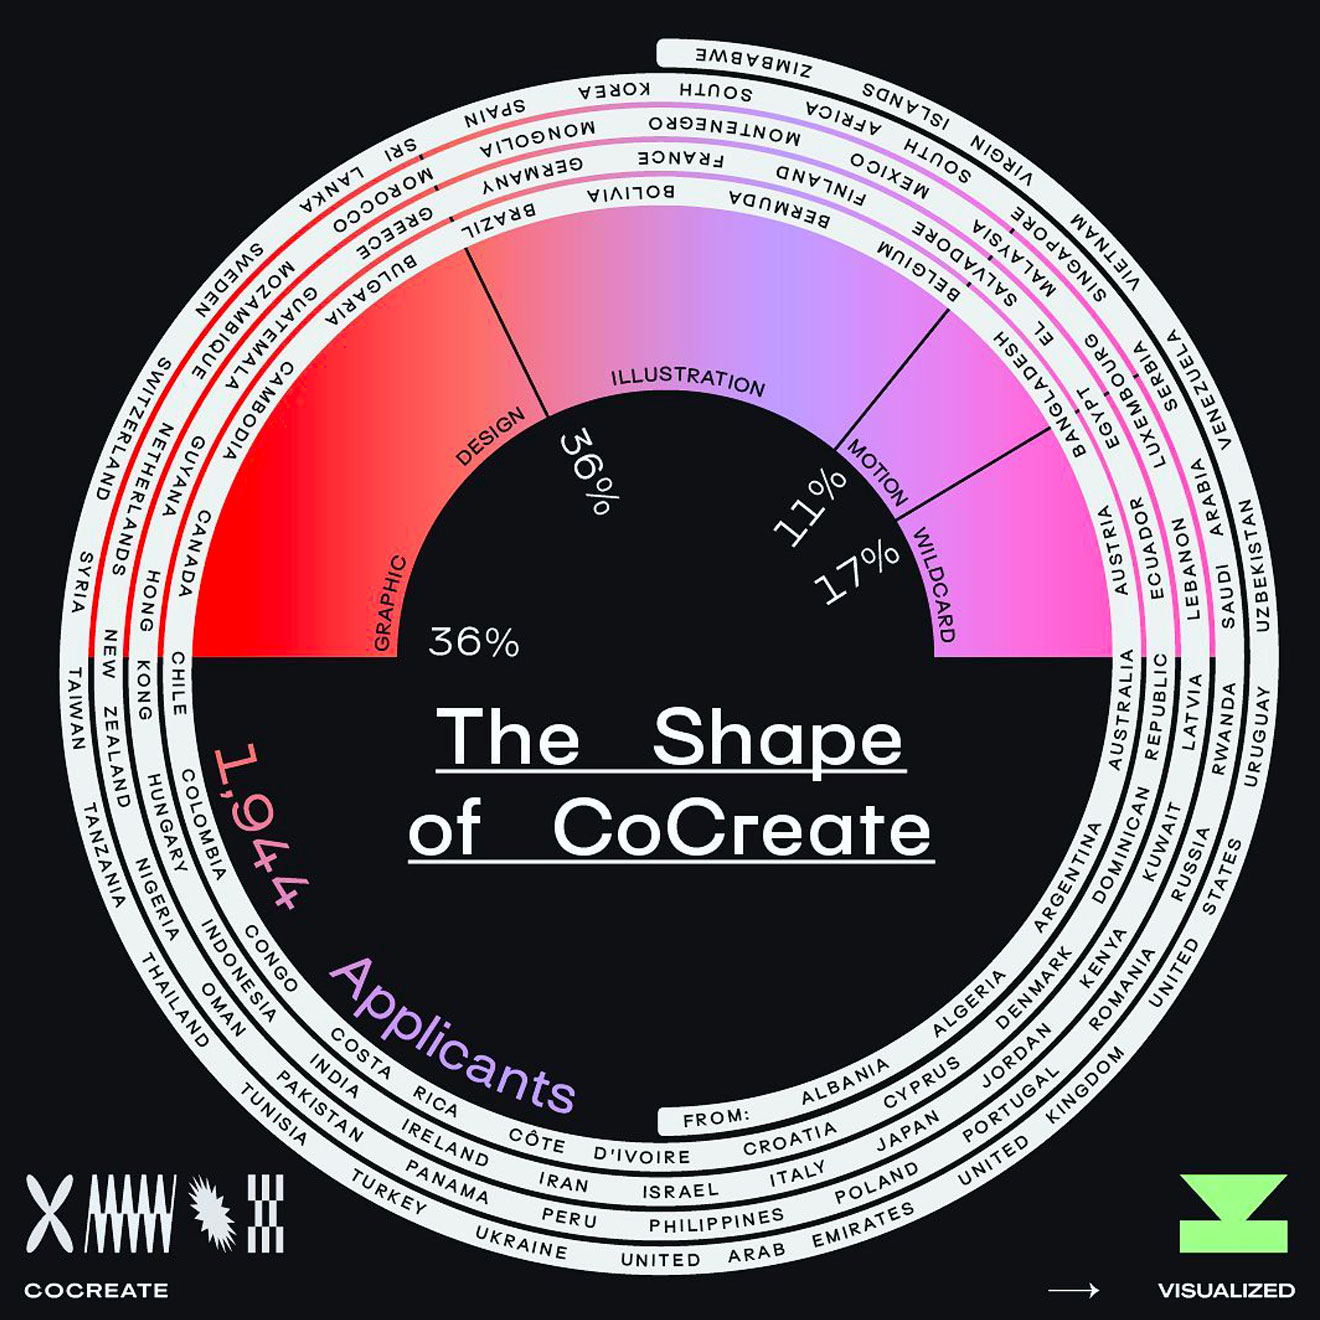 The Shape
of CoCreate
1,944 Applicants
GRAPHIC DESIGN
36%
ILLUSTRATION
36%
MOTION
11%
WILDCARD
17%
FROM: ALBANIA ALGERIA ARGENTINA AUSTRALIA AUSTRIA BANGLADESH BELGIUM BERMUDA BOLIVIA BRAZIL BULGARIA CAMBODIA CANADA CHILE COLOMBIA CONGO COSTA RICA CÔTE D'IVOIRE CROATIA CYPRUS DENMARK DOMINICAN REPUBLIC ECUADOR EGYPT EL SALVADORE FINLAND FRANCE GERMANY GREECE GUATEMALA GUYANA HONG KONG HUNGARY INDONESIA INDIA IRELAND IRAN ISRAEL ITALY JAPAN JORDAN KENYA KUWAIT LATVIA LEBANON LUXEMBOURG MALAYSIA MEXICO MONTENEGRO MONGOLIA MOROCCO MOZAMBIQUE NETHERLANDS NEW ZEALAND NIGERIA OMAN PAKISTAN PANAMA PERU PHILIPPINES POLAND PORTUGAL ROMANIA RUSSIA RWANDA SAUDI ARABIA SERBIA SINGAPORE SOUTH AFRICA SOUTH KOREA SPAIN SRI LANKA SWEDEN SWITZERLAND SYRIA TAIWAN TANZANIA THAILAND TUNISIA TURKEY UKRAINE UNITED ARAB EMIRATES UNITED KINGDOM UNITED STATES URUGUAY UZBEKISTAN VENEZUELA VIETNAM VIRGIN ISLANDS ZIMBABWE
COCREATE
VISUALIZED